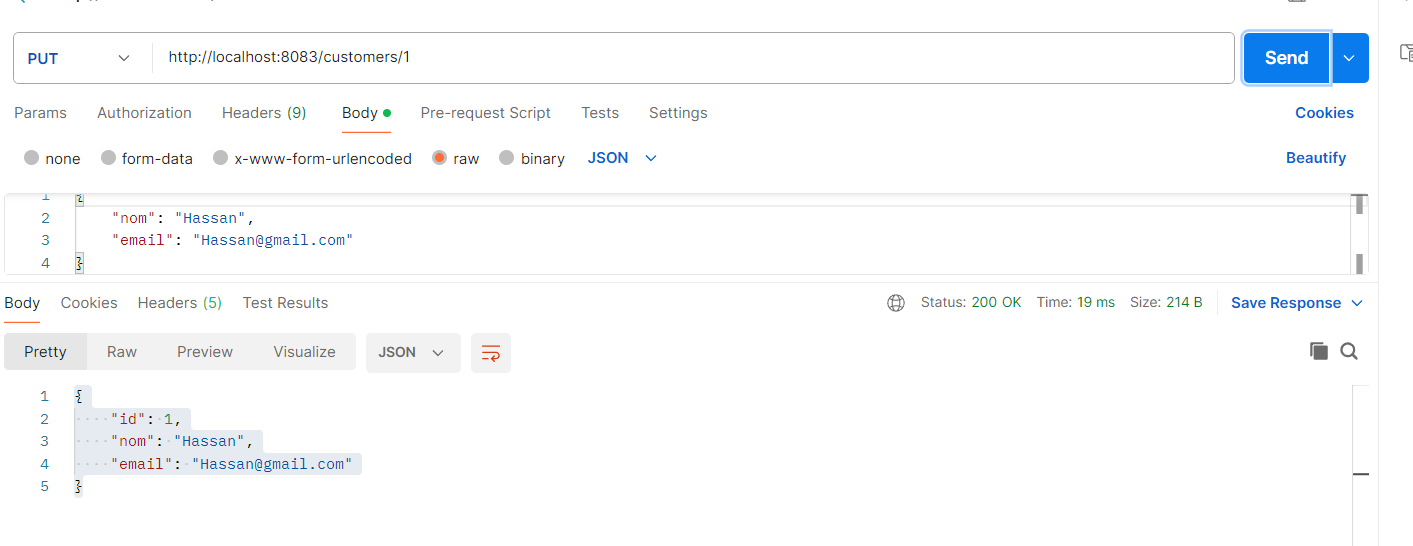 PUT http://localhost:8083/customers/1 Send
Params Authorization Headers (9) Body Pre-request Script Tests Settings Cookies
none form-data x-www-form-urlencoded raw binary JSON Beautify
1 {
2 "nom": "Hassan",
3 "email": "Hassan@gmail.com"
4 }
Body Cookies Headers (5) Test Results Status: 200 OK Time: 19 ms Size: 214 B Save Response
Pretty Raw Preview Visualize JSON
1 {
2 "id": 1,
3 "nom": "Hassan",
4 "email": "Hassan@gmail.com"
5 }